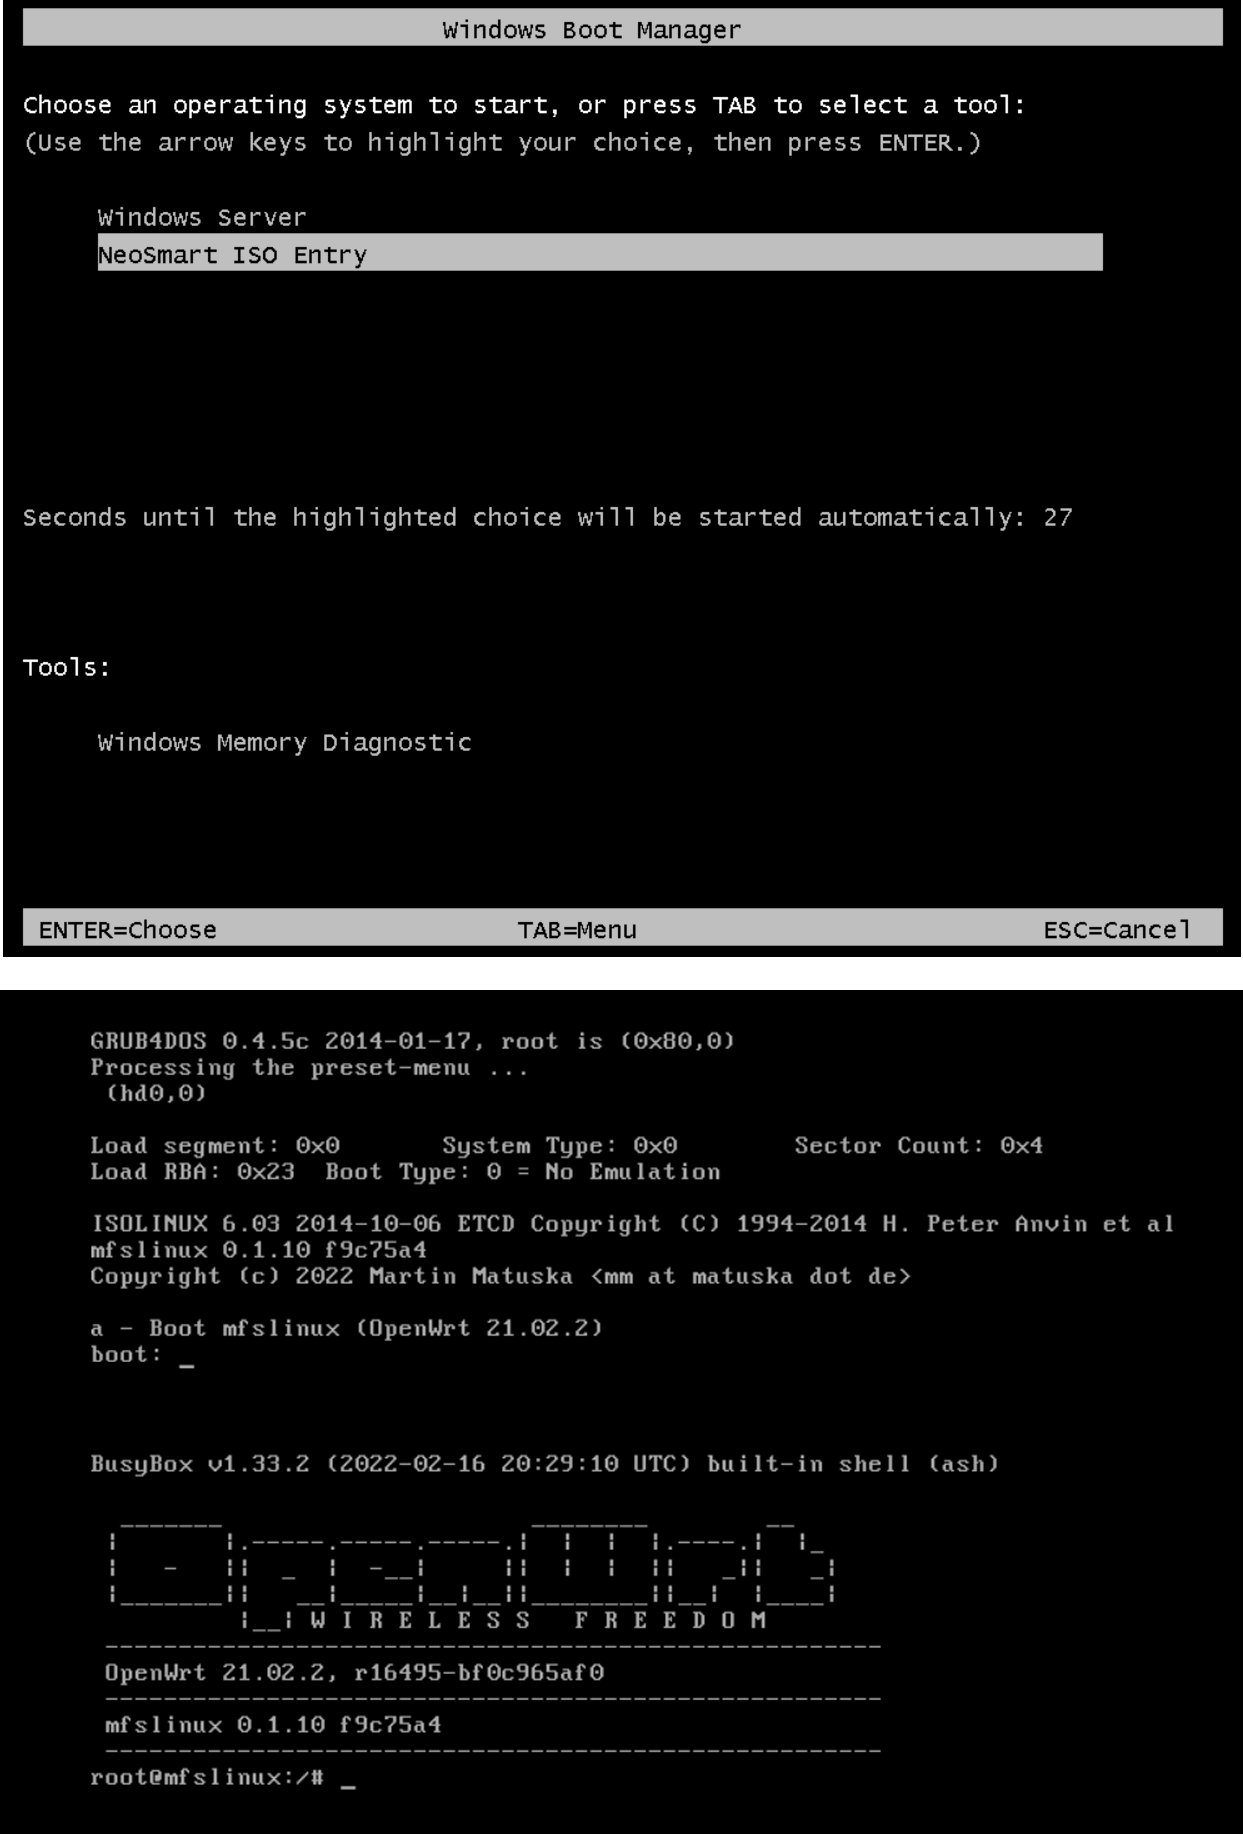 Windows Boot Manager
Choose an operating system to start, or press TAB to select a tool:
(Use the arrow keys to highlight your choice, then press ENTER.)
Windows Server
NeoSmart ISO Entry
Seconds until the highlighted choice will be started automatically: 27
Tools:
Windows Memory Diagnostic
ENTER=Choose TAB=Menu ESC=Cancel
GRUB4DOS 0.4.5c 2014-01-17, root is (0x80,0)
Processing the preset-menu ...
(hd0,0)
Load segment: 0x0 System Type: 0x0 Sector Count: 0x4
Load RBA: 0x23 Boot Type: 0 = No Emulation
ISOLINUX 6.03 2014-10-06 ETCD Copyright (C) 1994-2014 H. Peter Anvin et al
mfslinux 0.1.10 f9c75a4
Copyright (c) 2022 Martin Matuska <mm at matuska dot de>
a - Boot mfslinux (OpenWrt 21.02.2)
boot: _
BusyBox v1.33.2 (2022-02-16 20:29:10 UTC) built-in shell (ash)
OpenWrt
W I R E L E S S F R E E D O M
OpenWrt 21.02.2, r16495-bf0c965af0
mfslinux 0.1.10 f9c75a4
root@mfslinux:/# _